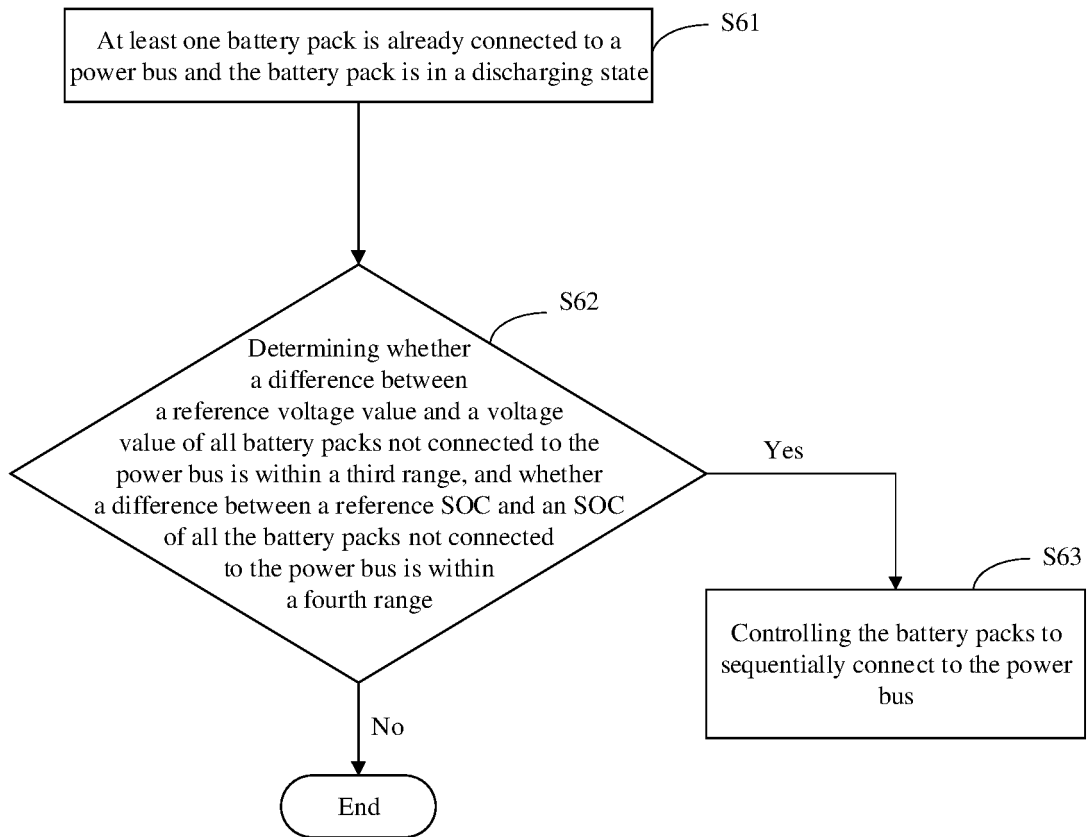 S61
At least one battery pack is already connected to a
power bus and the battery pack is in a discharging state
S62
Determining whether
a difference between
a reference voltage value and a voltage
value of all battery packs not connected to the
power bus is within a third range, and whether
a difference between a reference SOC and an SOC
of all the battery packs not connected
to the power bus is within
a fourth range
Yes
S63
Controlling the battery packs to
sequentially connect to the power
bus
No
End